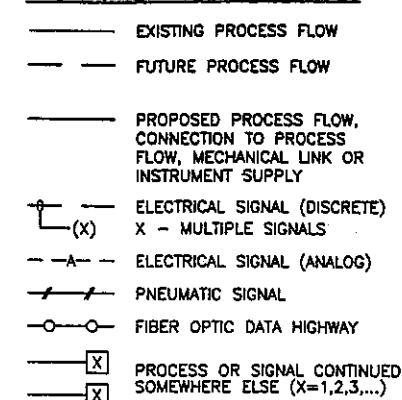 EXISTING PROCESS FLOW
FUTURE PROCESS FLOW
PROPOSED PROCESS FLOW,
CONNECTION TO PROCESS
FLOW, MECHANICAL LINK OR
INSTRUMENT SUPPLY
ELECTRICAL SIGNAL (DISCRETE)
(X) X - MULTIPLE SIGNALS
A ELECTRICAL SIGNAL (ANALOG)
PNEUMATIC SIGNAL
FIBER OPTIC DATA HIGHWAY
X PROCESS OR SIGNAL CONTINUED
X SOMEWHERE ELSE (X=1,2,3,...)